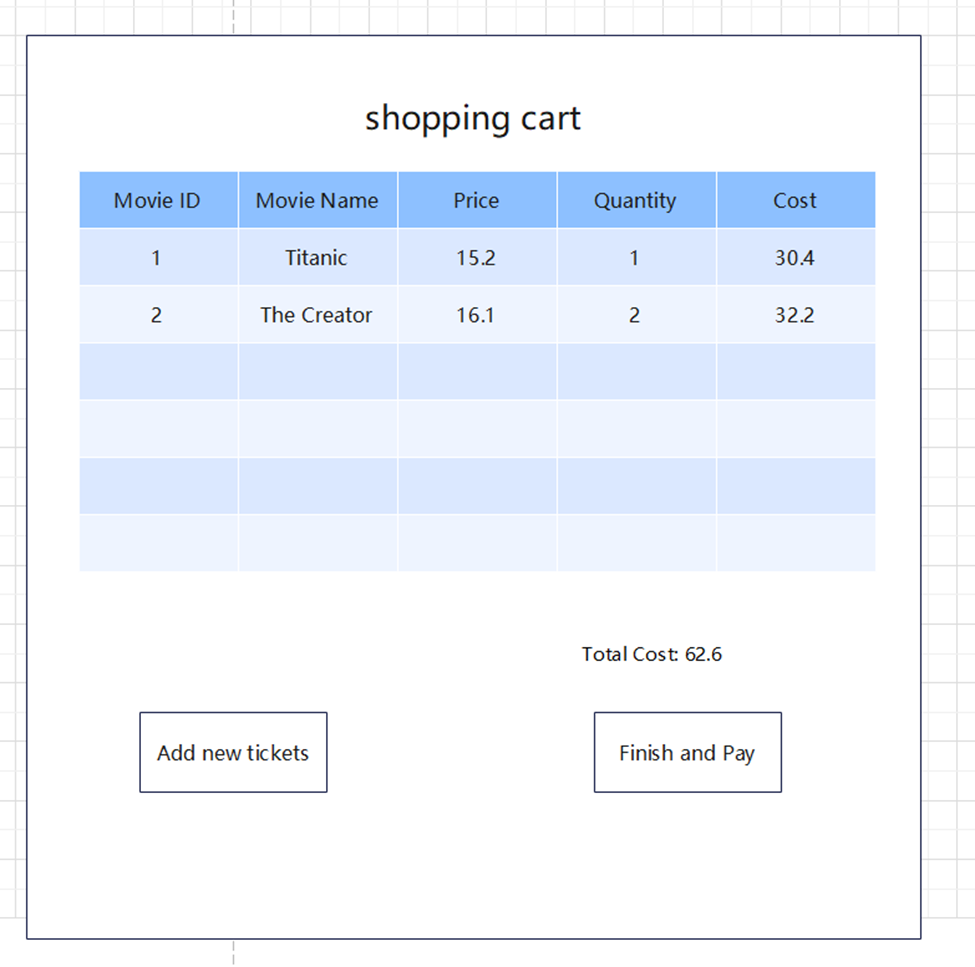 shopping cart
Movie ID Movie Name Price Quantity Cost
1 Titanic 15.2 1 30.4
2 The Creator 16.1 2 32.2
Total Cost: 62.6
Add new tickets Finish and Pay